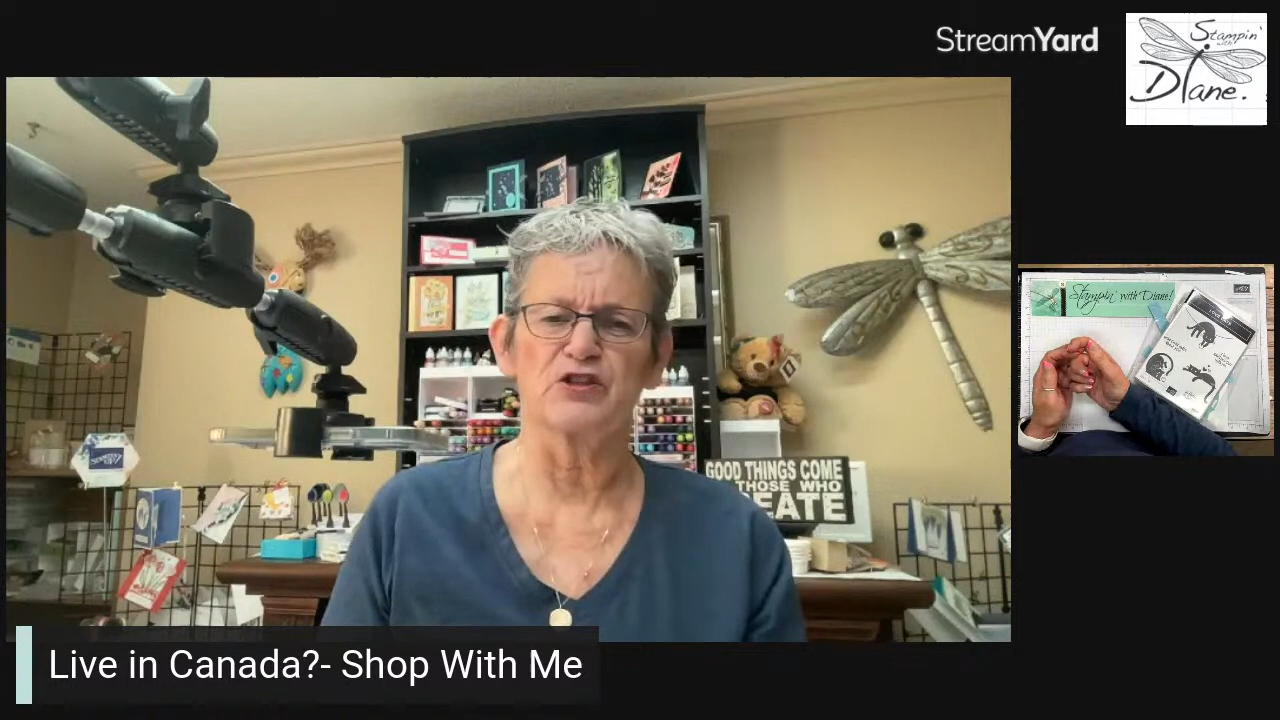 StreamYard
Stampin'
with
Diane.
Stampin' with Diane!
GOOD THINGS COME
THOSE WHO
EATE
Live in Canada?- Shop With Me